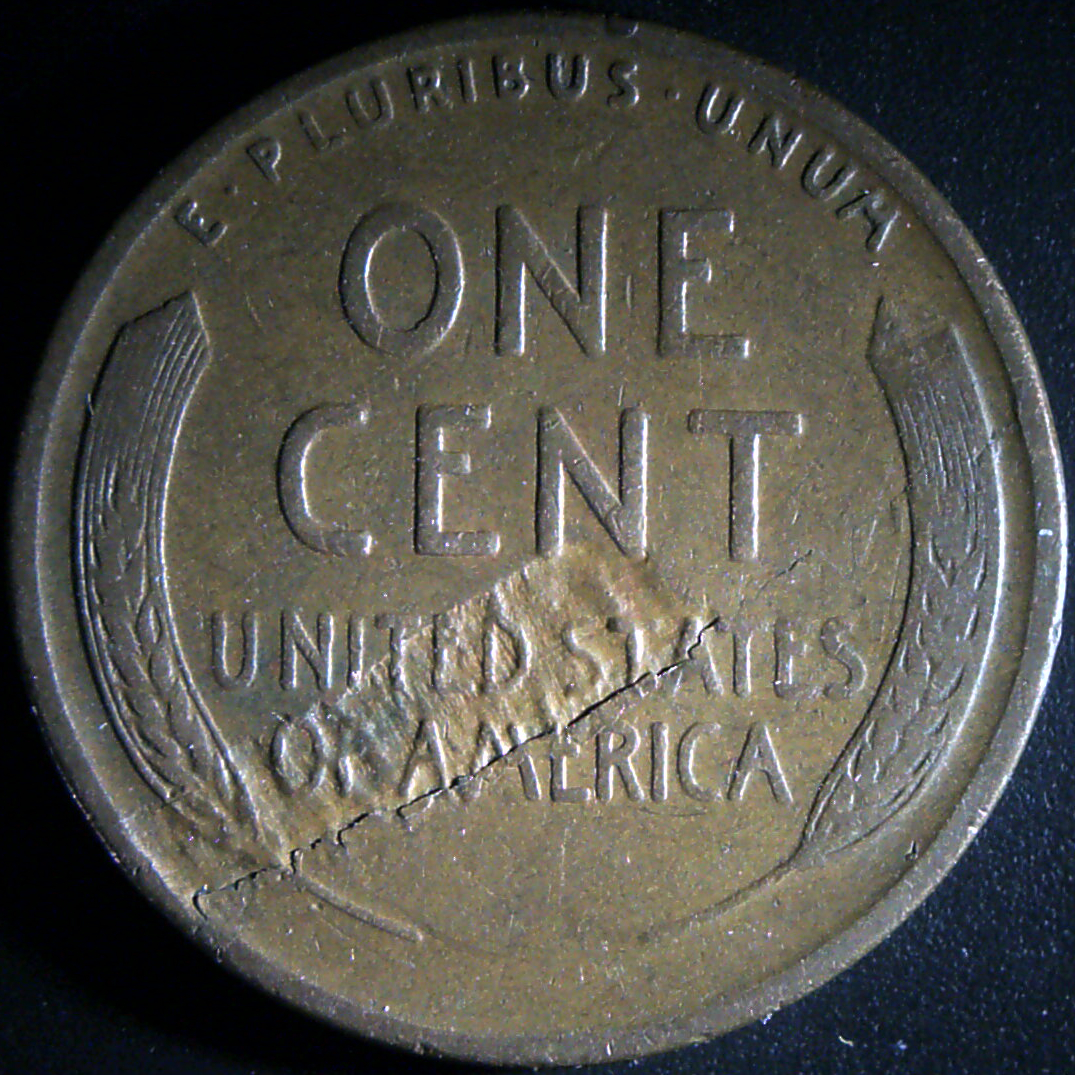 E·PLURIBUS·UNUM
ONE
CENT
UNITED STATES
OF AMERICA